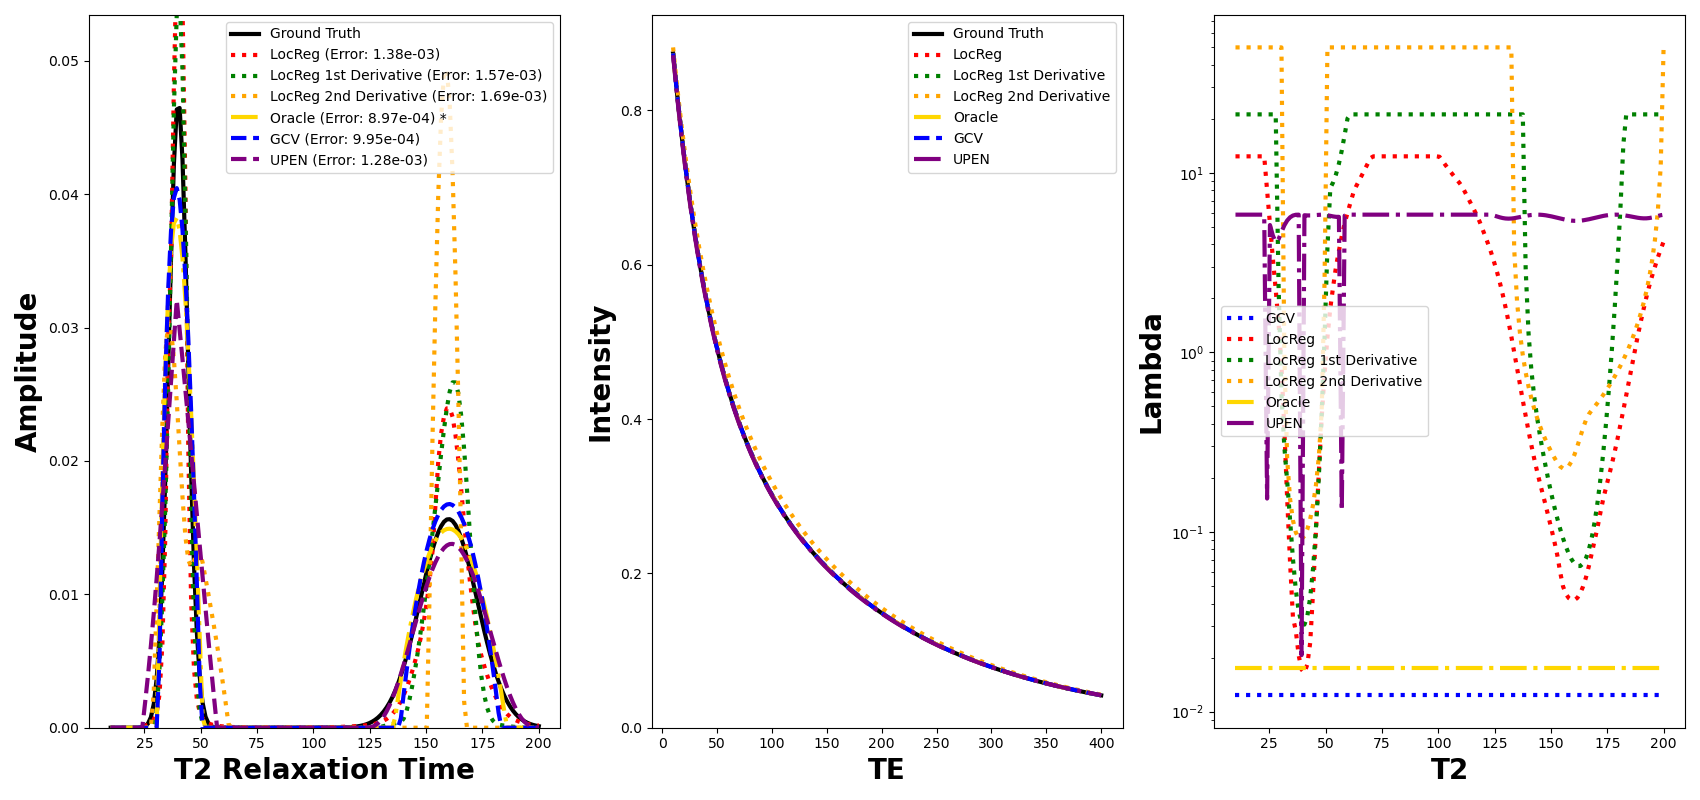 Amplitude
0.05
0.04
0.03
0.02
0.01
0.00
Ground Truth
LocReg (Error: 1.38e-03)
LocReg 1st Derivative (Error: 1.57e-03)
LocReg 2nd Derivative (Error: 1.69e-03)
Oracle (Error: 8.97e-04) *
GCV (Error: 9.95e-04)
UPEN (Error: 1.28e-03)
25 50 75 100 125 150 175 200
T2 Relaxation Time
Intensity
0.8
0.6
0.4
0.2
0.0
Ground Truth
LocReg
LocReg 1st Derivative
LocReg 2nd Derivative
Oracle
GCV
UPEN
0 50 100 150 200 250 300 350 400
TE
Lambda
10¹
10⁰
10⁻¹
10⁻²
GCV
LocReg
LocReg 1st Derivative
LocReg 2nd Derivative
Oracle
UPEN
25 50 75 100 125 150 175 200
T2